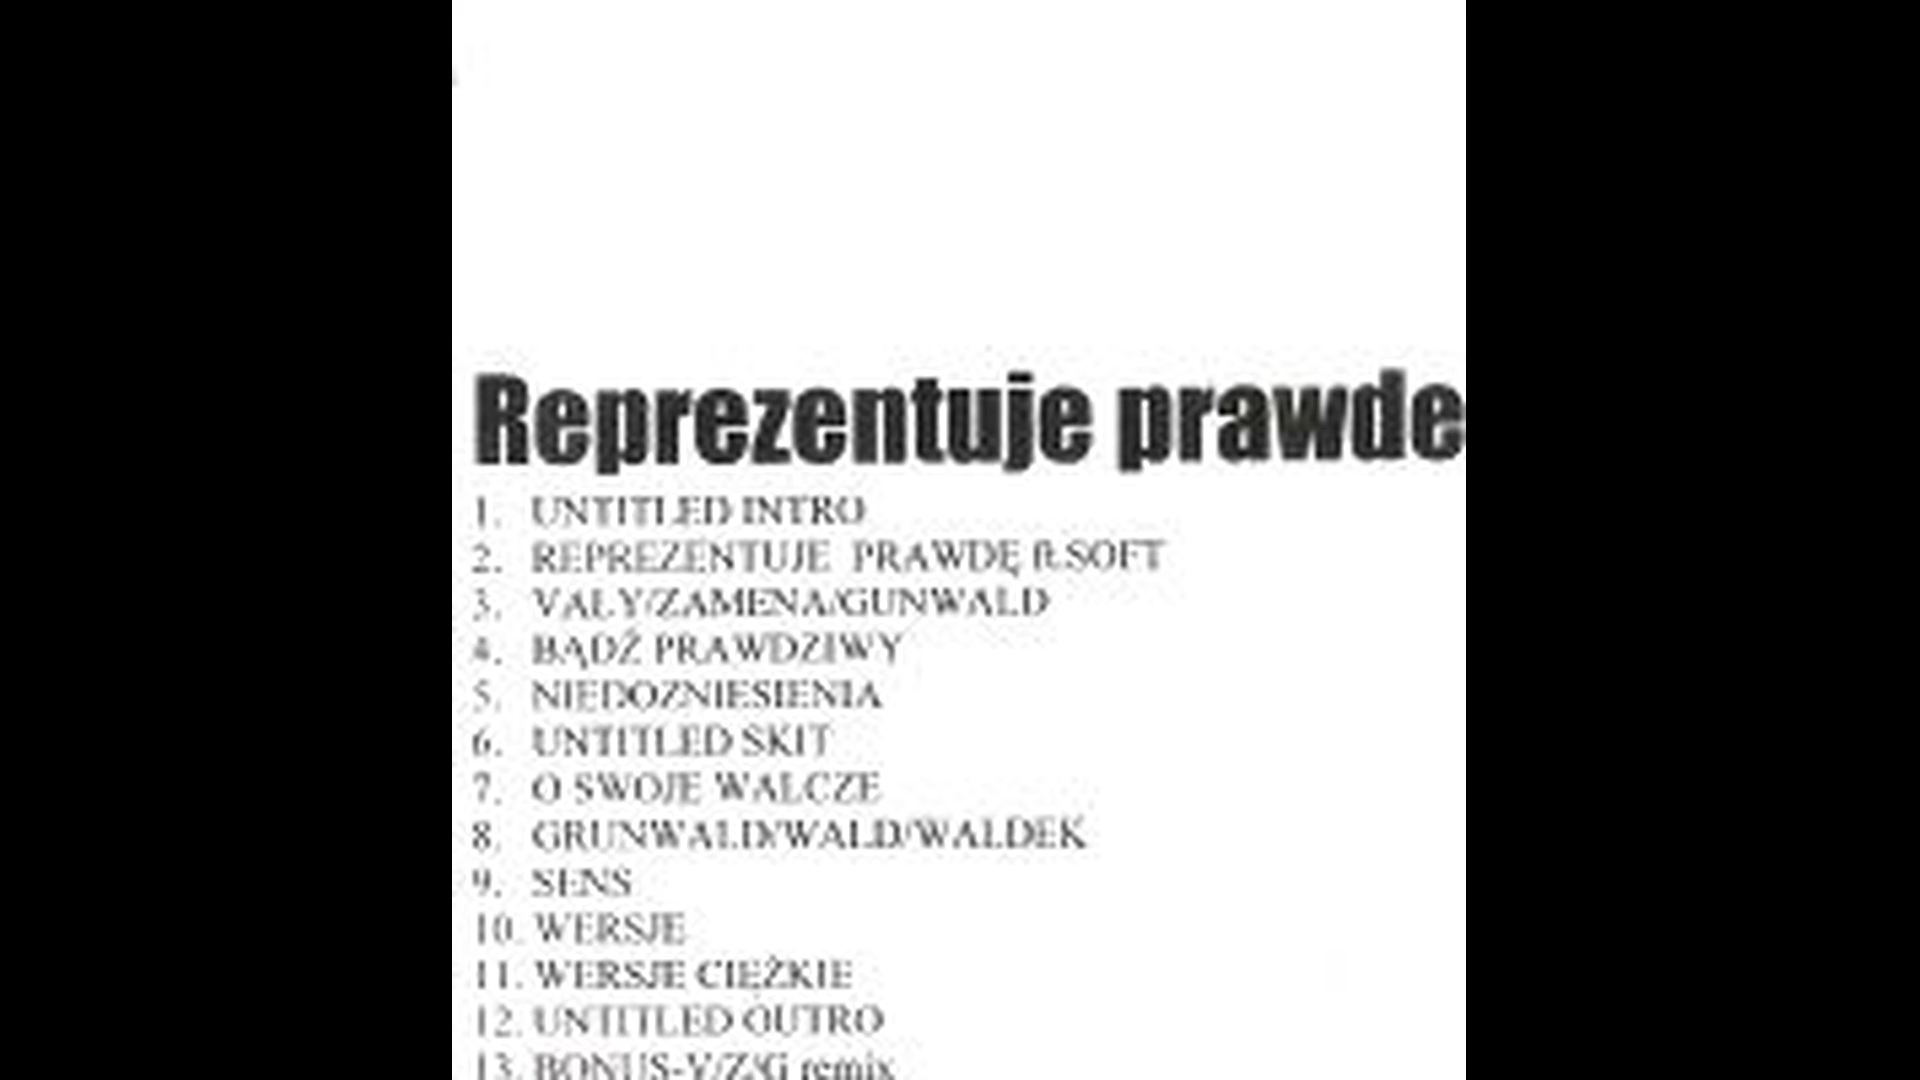 Reprezentuje prawde
1. UNTITLED INTRO
2. REPREZENTUJE PRAWDĘ ft.SOFT
3. VALY/ZAMENA/GUNWALD
4. BĄDŹ PRAWDZIWY
5. NIEDOZNIESIENIA
6. UNTITLED SKIT
7. O SWOJE WALCZE
8. GRUNWALD/WALD/WALDEK
9. SENS
10. WERSJE
11. WERSJE CIĘŻKIE
12. UNTITLED OUTRO
13. BONUS-V/Z/G remix